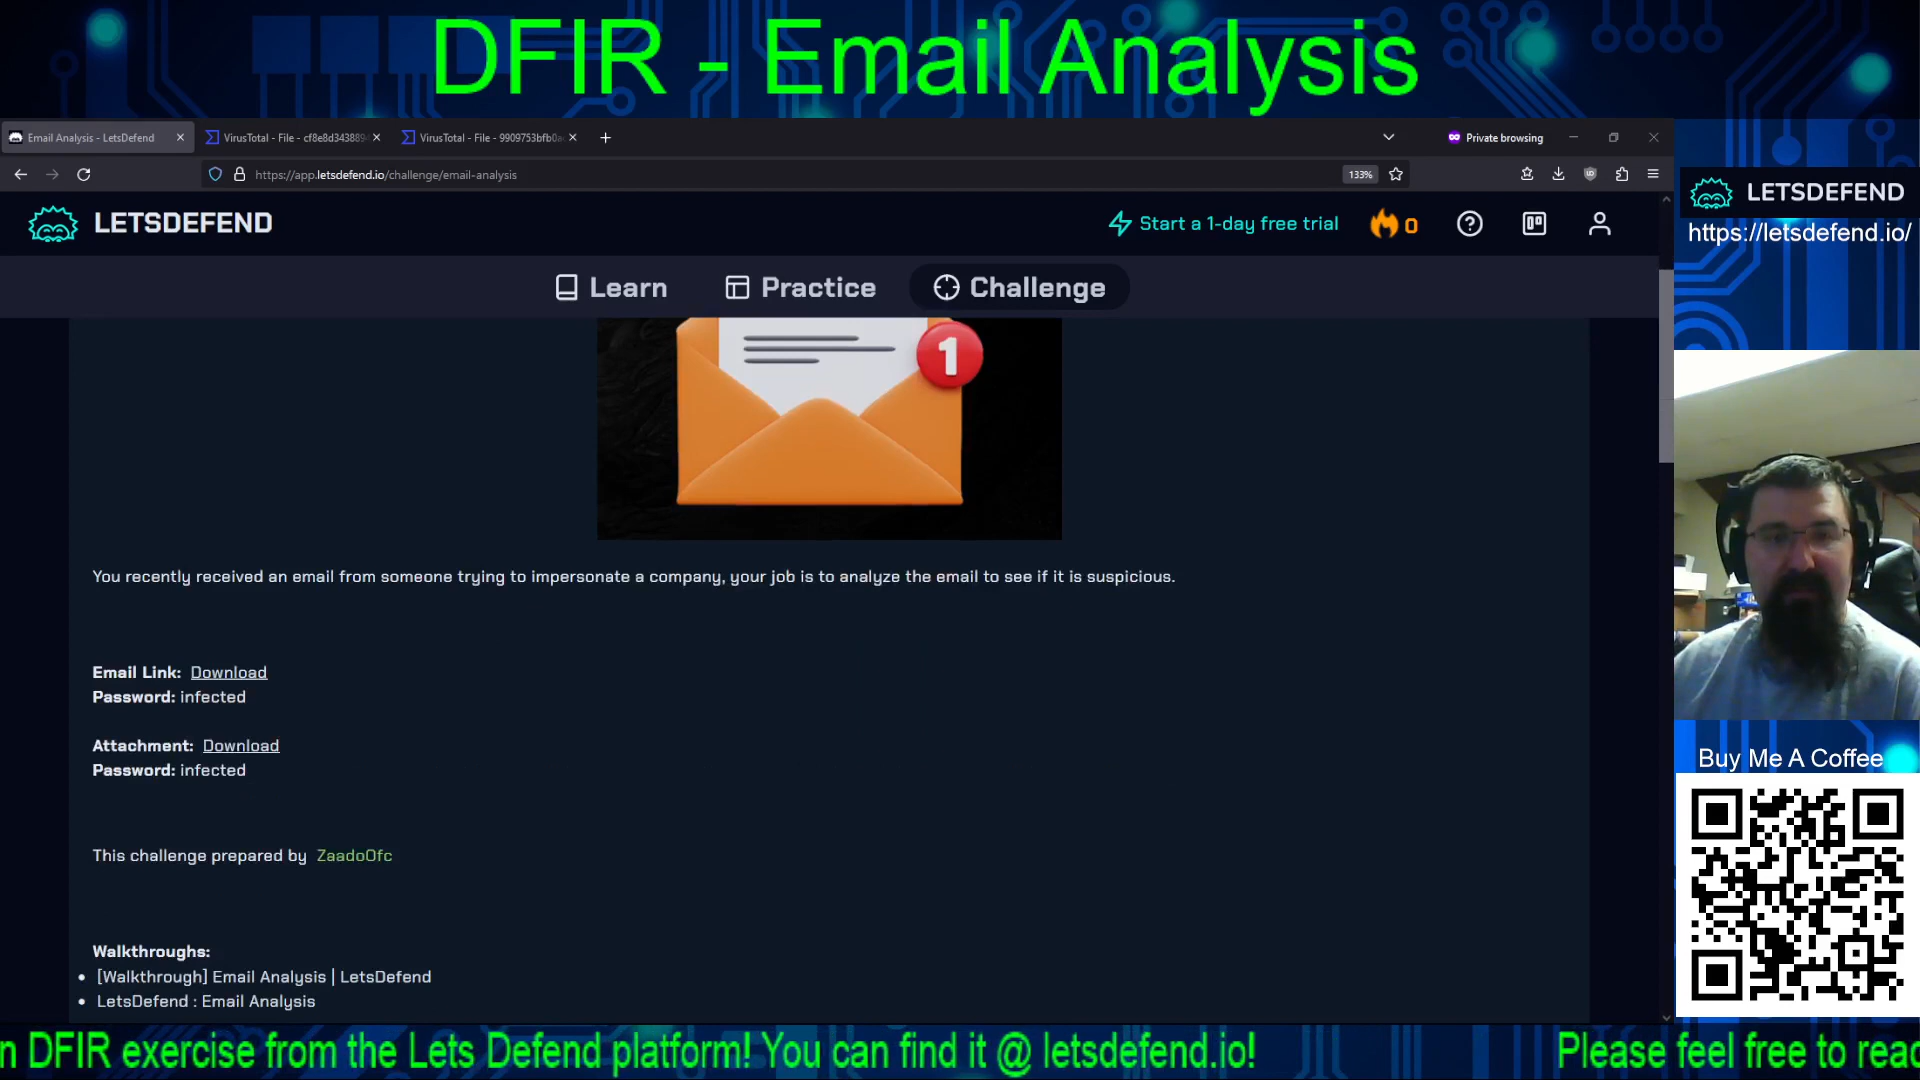 DFIR - Email Analysis
Email Analysis - LetsDefend
VirusTotal - File - cf8e8d343889
VirusTotal - File - 9909753bfb0a
Private browsing
https://app.letsdefend.io/challenge/email-analysis
133%
LETSDEFEND
Start a 1-day free trial
0
LETSDEFEND
https://letsdefend.io/
Learn
Practice
Challenge
1
You recently received an email from someone trying to impersonate a company, your job is to analyze the email to see if it is suspicious.
Email Link: Download
Password: infected
Attachment: Download
Password: infected
Buy Me A Coffee
This challenge prepared by ZaadoOfc
Walkthroughs:
[Walkthrough] Email Analysis | LetsDefend
LetsDefend : Email Analysis
n DFIR exercise from the Lets Defend platform! You can find it @ letsdefend.io!
Please feel free to reac